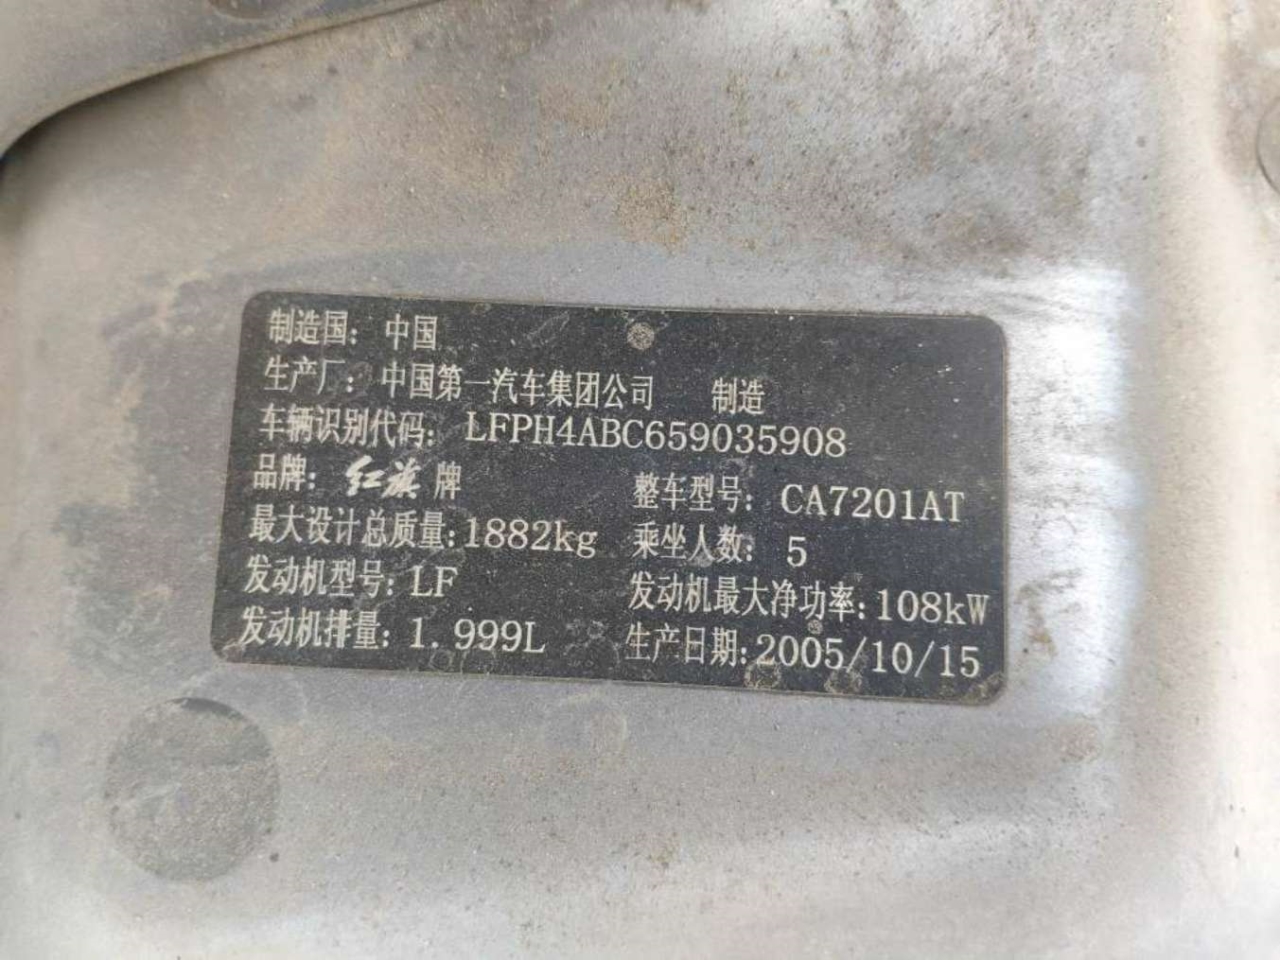 制造国：中国
生产厂：中国第一汽车集团公司 制造
车辆识别代码：LFPH4ABC659035908
品牌：红旗牌 整车型号：CA7201AT
最大设计总质量：1882kg 乘坐人数：5
发动机型号：LF 发动机最大净功率：108kW
发动机排量：1.999L 生产日期：2005/10/15